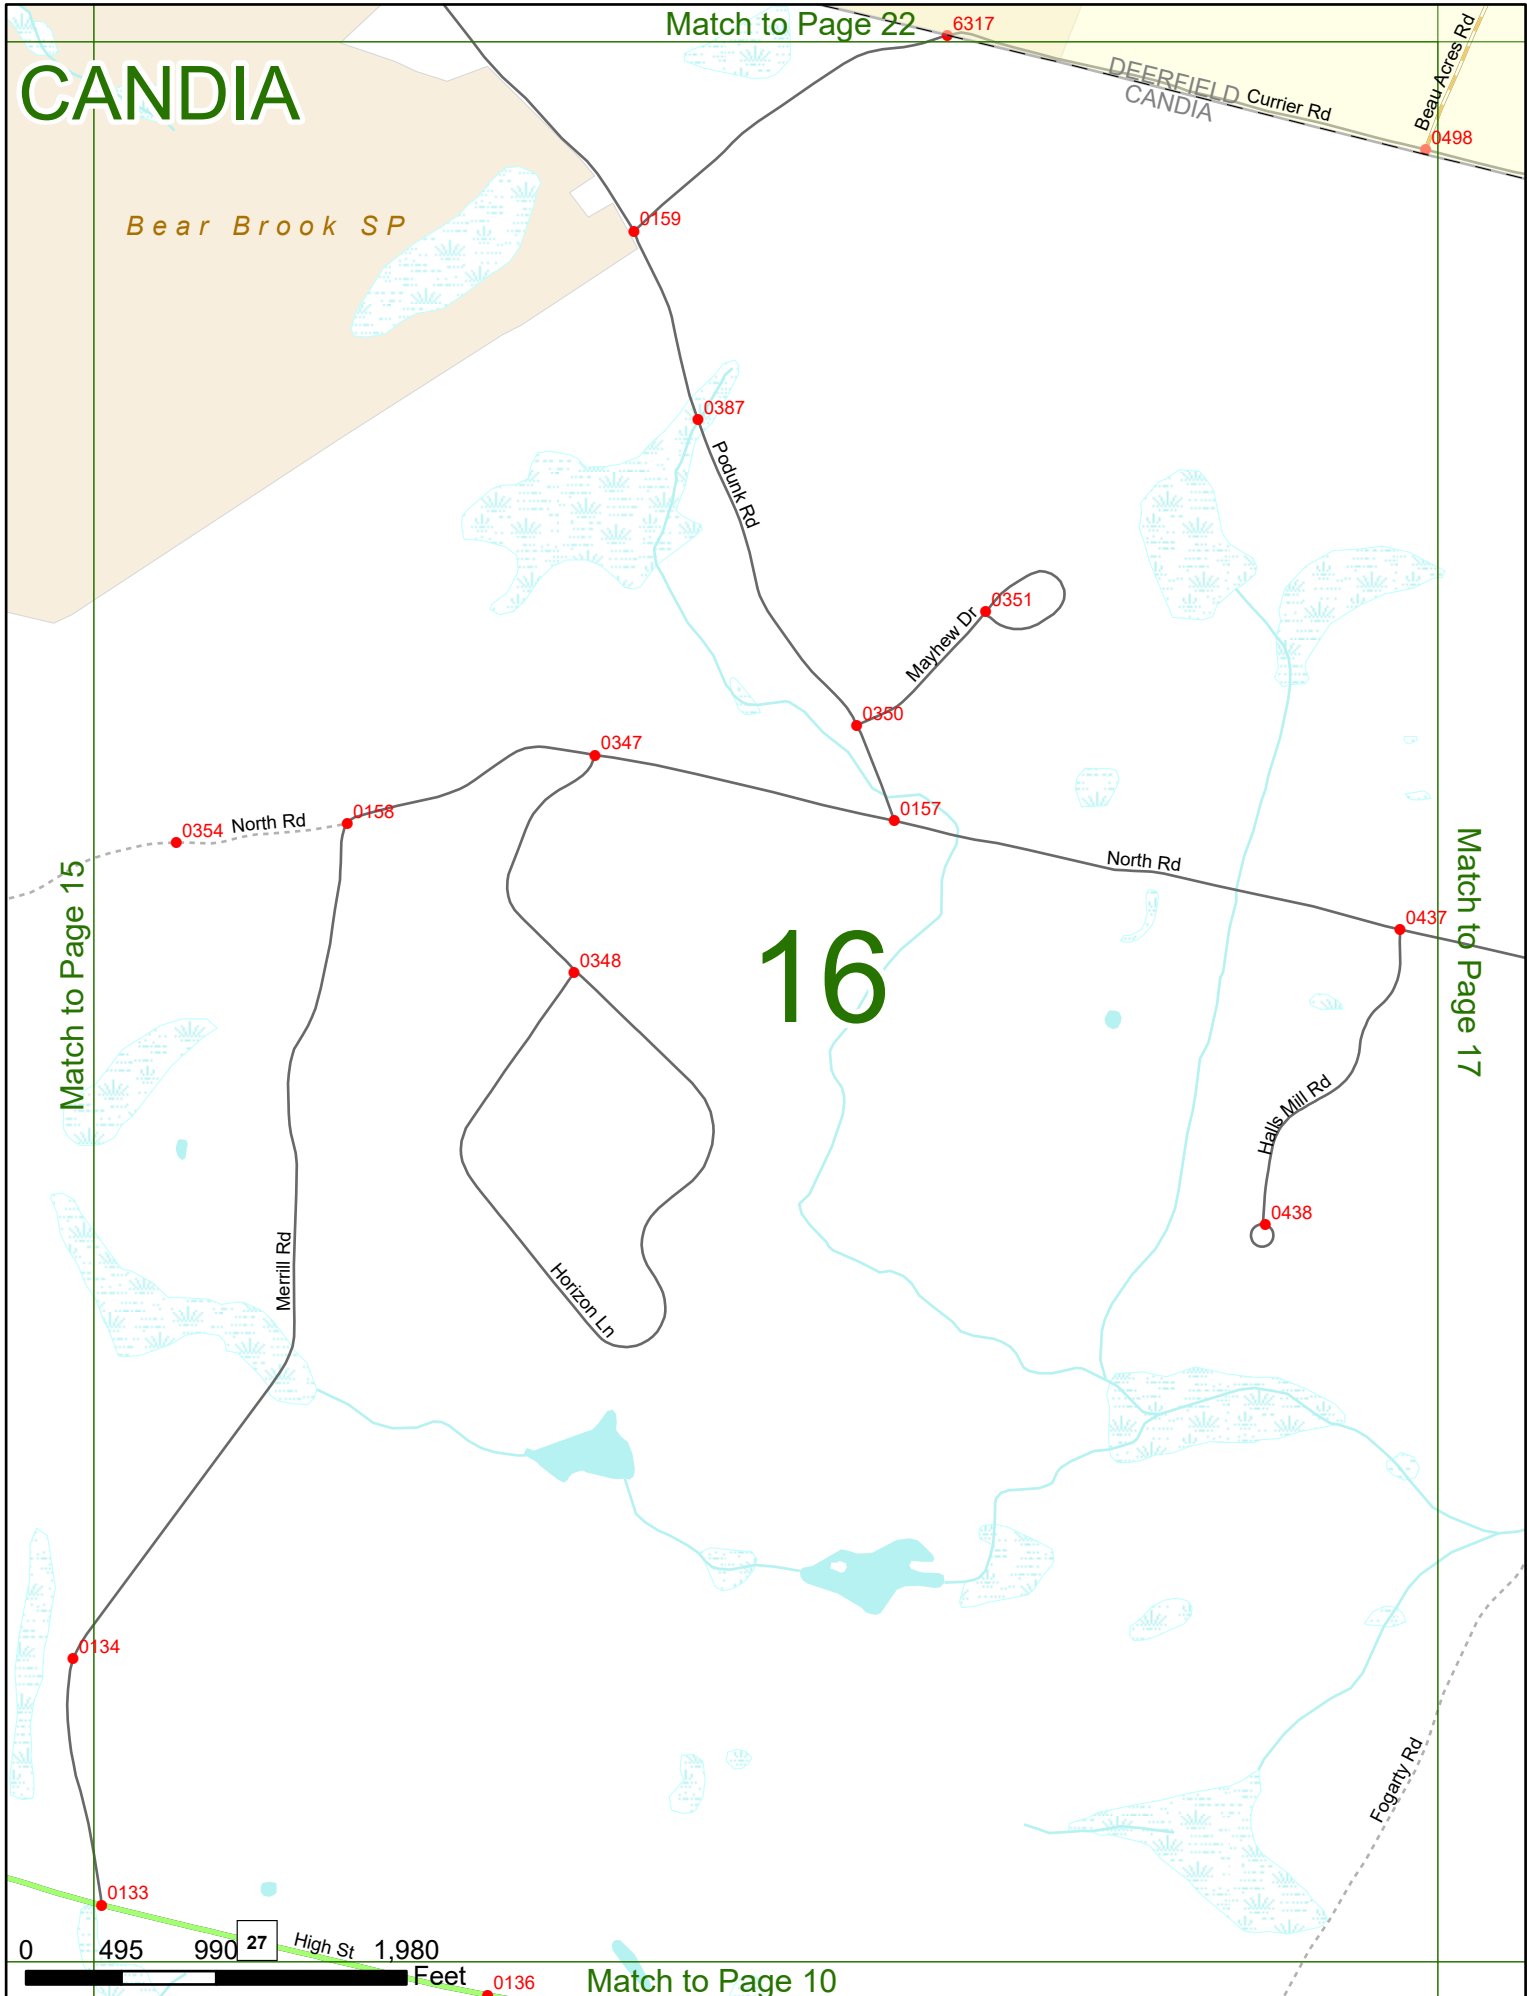 Match to Page 22
6317
CANDIA
DEERFIELD
CANDIA
Currier Rd
Beau Acres Rd
0498
Bear Brook SP
0159
0387
Podunk Rd
0351
Mayhew Dr
0350
0347
0158
0157
0354
North Rd
North Rd
Match to Page 15
Match to Page 17
0437
16
0348
Halls Mill Rd
0438
Merrill Rd
Horizon Ln
0134
Fogarty Rd
0133
27
High St
0 495 990 1,980
Feet
0136
Match to Page 10